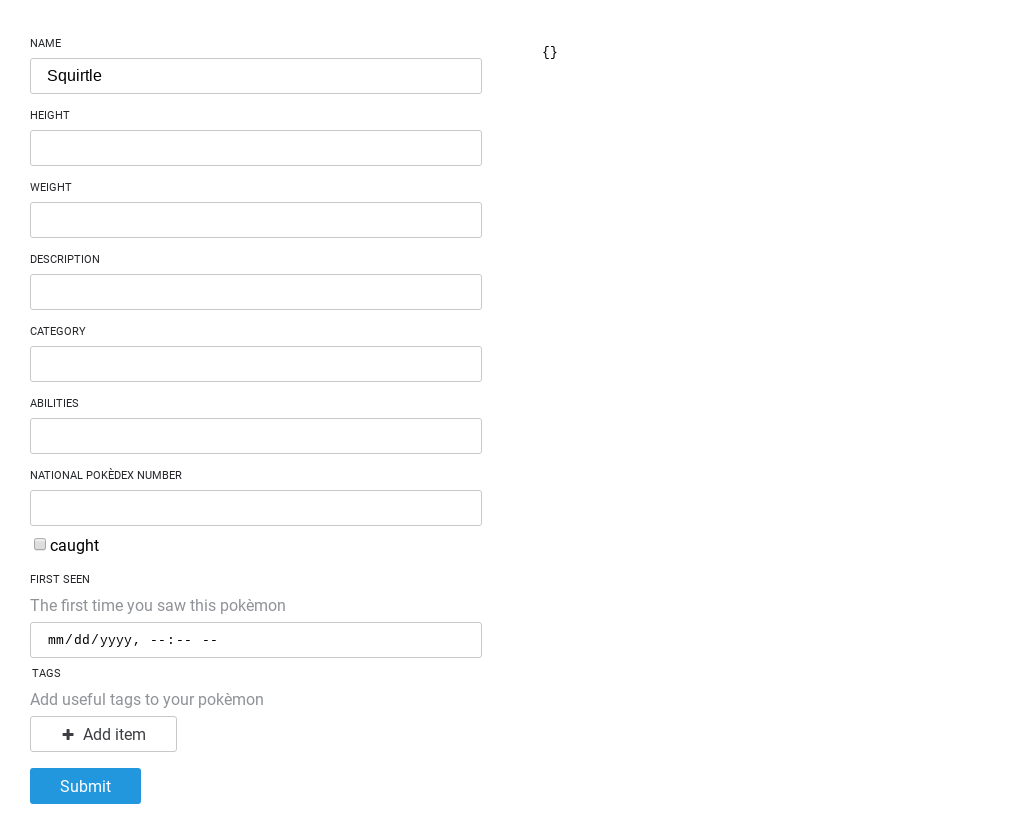 NAME
Squirtle
HEIGHT
WEIGHT
DESCRIPTION
CATEGORY
ABILITIES
NATIONAL POKÈDEX NUMBER
caught
FIRST SEEN
The first time you saw this pokèmon
mm/dd/yyyy, --:-- --
TAGS
Add useful tags to your pokèmon
Add item
Submit
{}